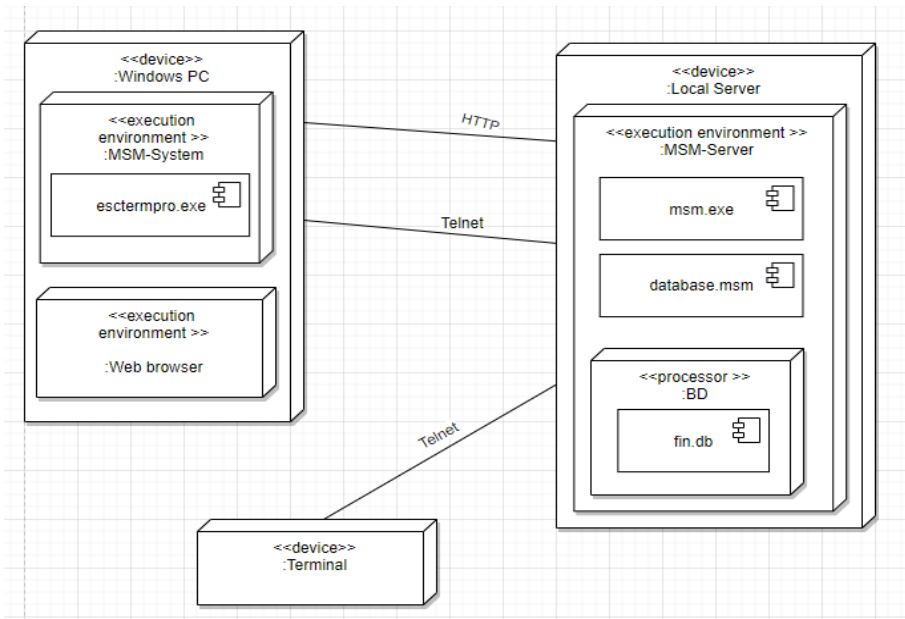 <<device>>
:Windows PC
<<execution
environment >>
:MSM-System
esctermpro.exe
<<execution
environment >>
:Web browser
HTTP
Telnet
Telnet
<<device>>
:Local Server
<<execution environment >>
:MSM-Server
msm.exe
database.msm
<<processor >>
:BD
fin.db
<<device>>
:Terminal